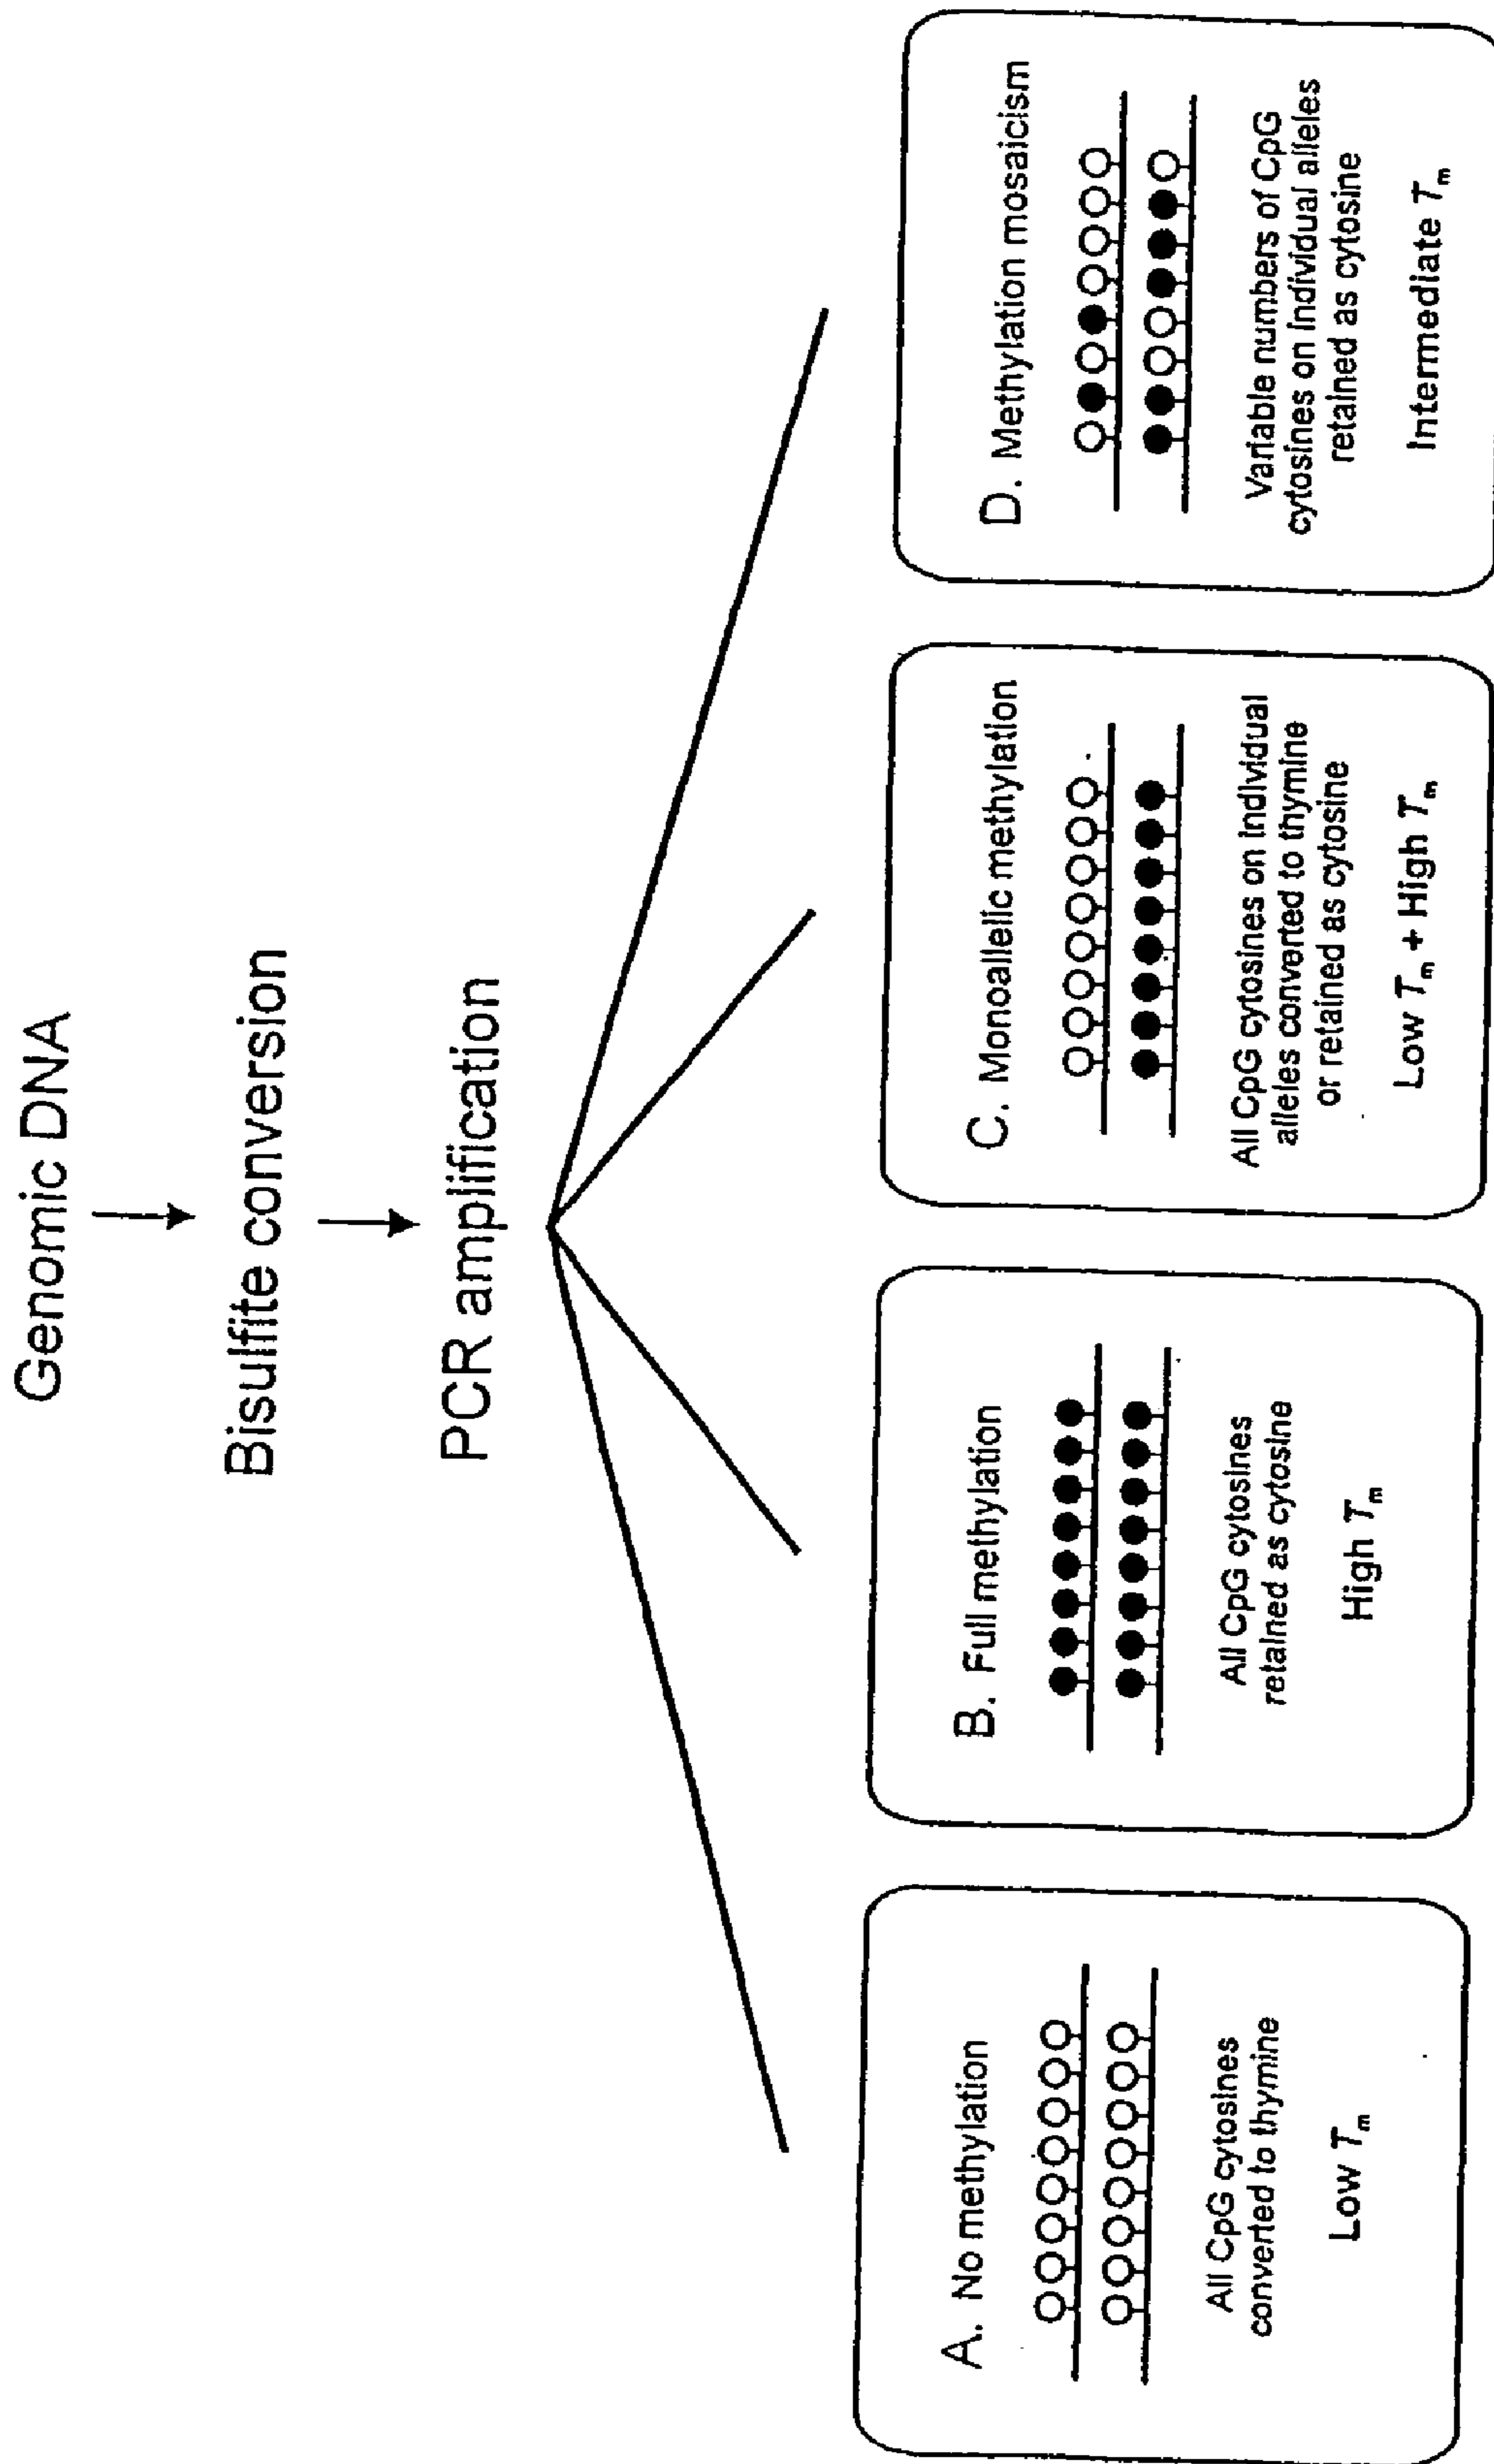 Genomic DNA
Bisulfite conversion
PCR amplification
A. No methylation
All CpG cytosines
converted to thymine
Low Tm
B. Full methylation
All CpG cytosines
retained as cytosine
High Tm
C. Monoallelic methylation
All CpG cytosines on individual
alleles converted to thymine
or retained as cytosine
Low Tm + High Tm
D. Methylation mosaicism
Variable numbers of CpG
cytosines on individual alleles
retained as cytosine
Intermediate Tm